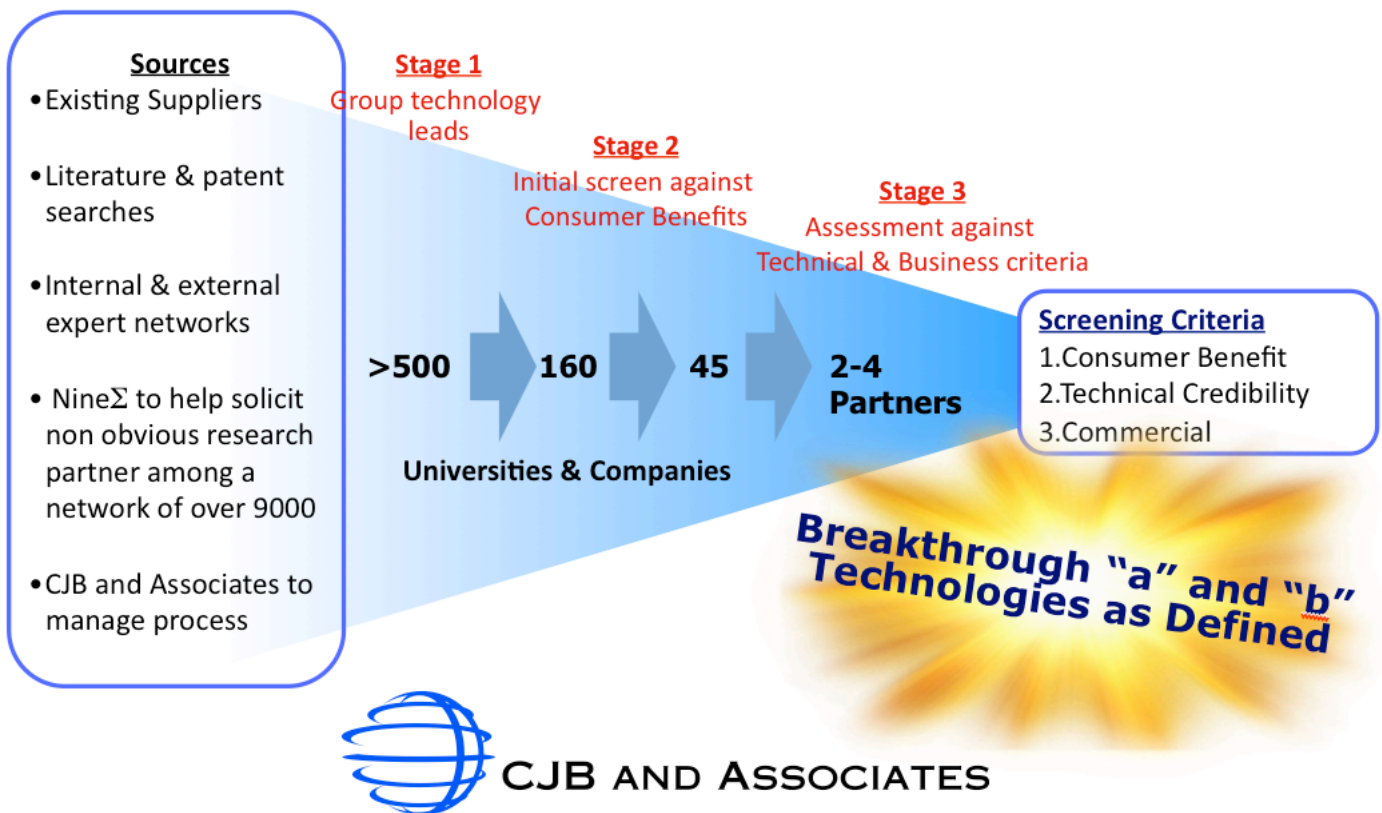 Sources
•Existing Suppliers
•Literature & patent
searches
•Internal & external
expert networks
• NineΣ to help solicit
non obvious research
partner among a
network of over 9000
•CJB and Associates to
manage process
Stage 1
Group technology
leads
Stage 2
Initial screen against
Consumer Benefits
Stage 3
Assessment against
Technical & Business criteria
>500
160
45
2-4
Partners
Universities & Companies
Screening Criteria
1.Consumer Benefit
2.Technical Credibility
3.Commercial
Breakthrough “a” and “b”
Technologies as Defined
CJB AND ASSOCIATES